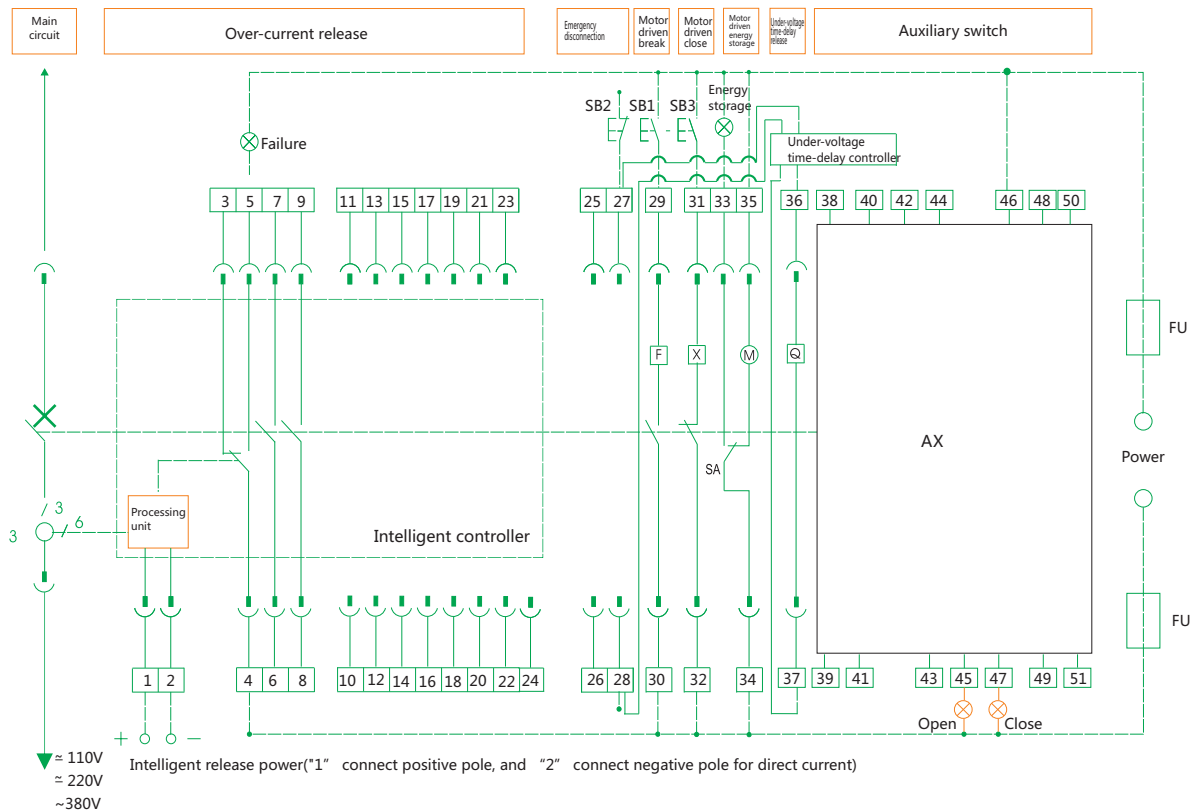 Main
circuit
Over-current release
Emergency
disconnection
Motor
driven
break
Motor
driven
close
Motor
driven
energy
storage
Under-voltage
time-delay
release
Auxiliary switch
SB2
SB1
SB3
Energy
storage
Failure
Under-voltage
time-delay controller
3 5 7 9
11 13 15 17 19 21 23
25 27
29
31 33 35
36 38 40 42 44 46 48 50
FU
F
X
M
Q
AX
Power
SA
3
6
3
Processing
unit
Intelligent controller
FU
1 2
4 6 8
10 12 14 16 18 20 22 24
26 28
30
32
34
37 39 41 43 45 47 49 51
Open
Close
+ −
≃ 110V
Intelligent release power("1” connect positive pole, and “2” connect negative pole for direct current)
≃ 220V
~380V